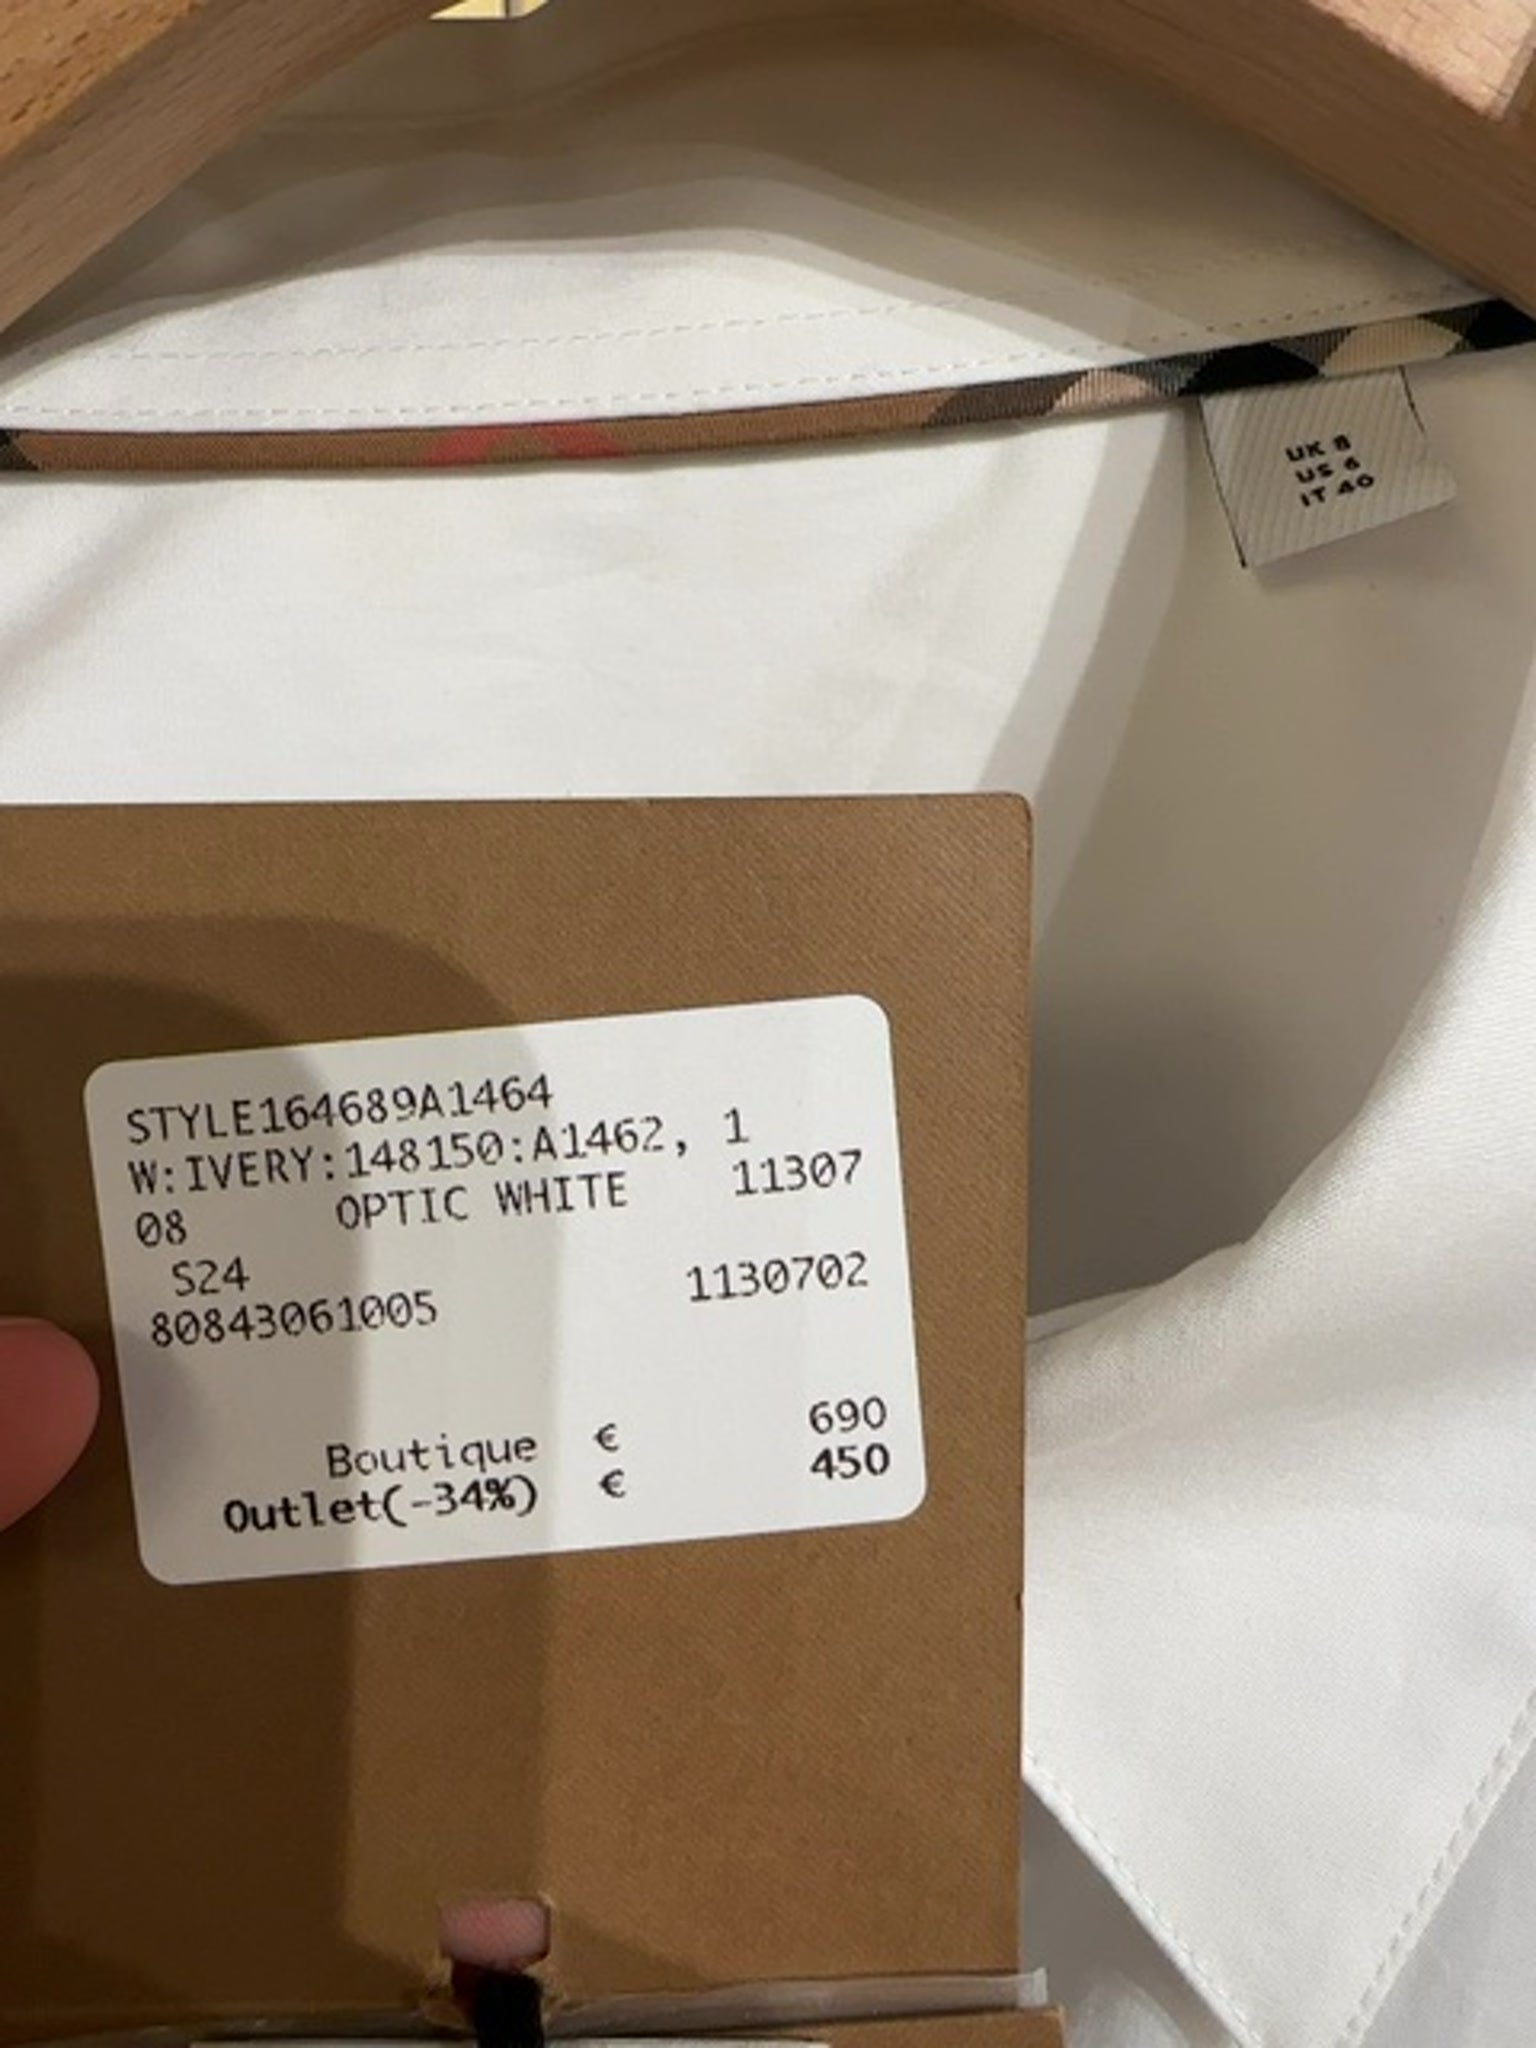 UK 8
US 6
IT 40
STYLE164689A1464
W:IVERY:148150:A1462, 1
08 OPTIC WHITE 11307
S24
80843061005 1130702
Boutique € 690
Outlet(-34%) € 450